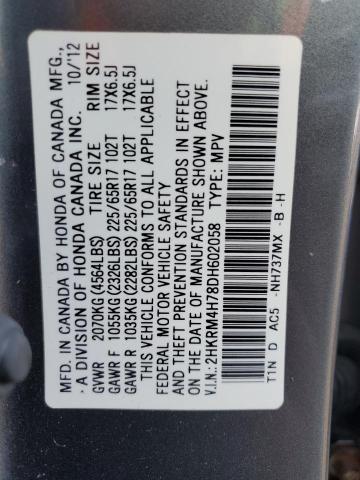 MFD. IN CANADA BY HONDA OF CANADA MFG.,
A DIVISION OF HONDA CANADA INC. 10/'12
GVWR 2070KG (4564LBS) TIRE SIZE RIM SIZE
GAWR F 1055KG (2326LBS) 225/65R17 102T 17X6.5J
GAWR R 1035KG (2282LBS) 225/65R17 102T 17X6.5J
THIS VEHICLE CONFORMS TO ALL APPLICABLE
FEDERAL MOTOR VEHICLE SAFETY
AND THEFT PREVENTION STANDARDS IN EFFECT
ON THE DATE OF MANUFACTURE SHOWN ABOVE.
V.I.N.: 2HKRM4H78DH602058 TYPE: MPV
T1N D AC5 -NH737MX -B -H